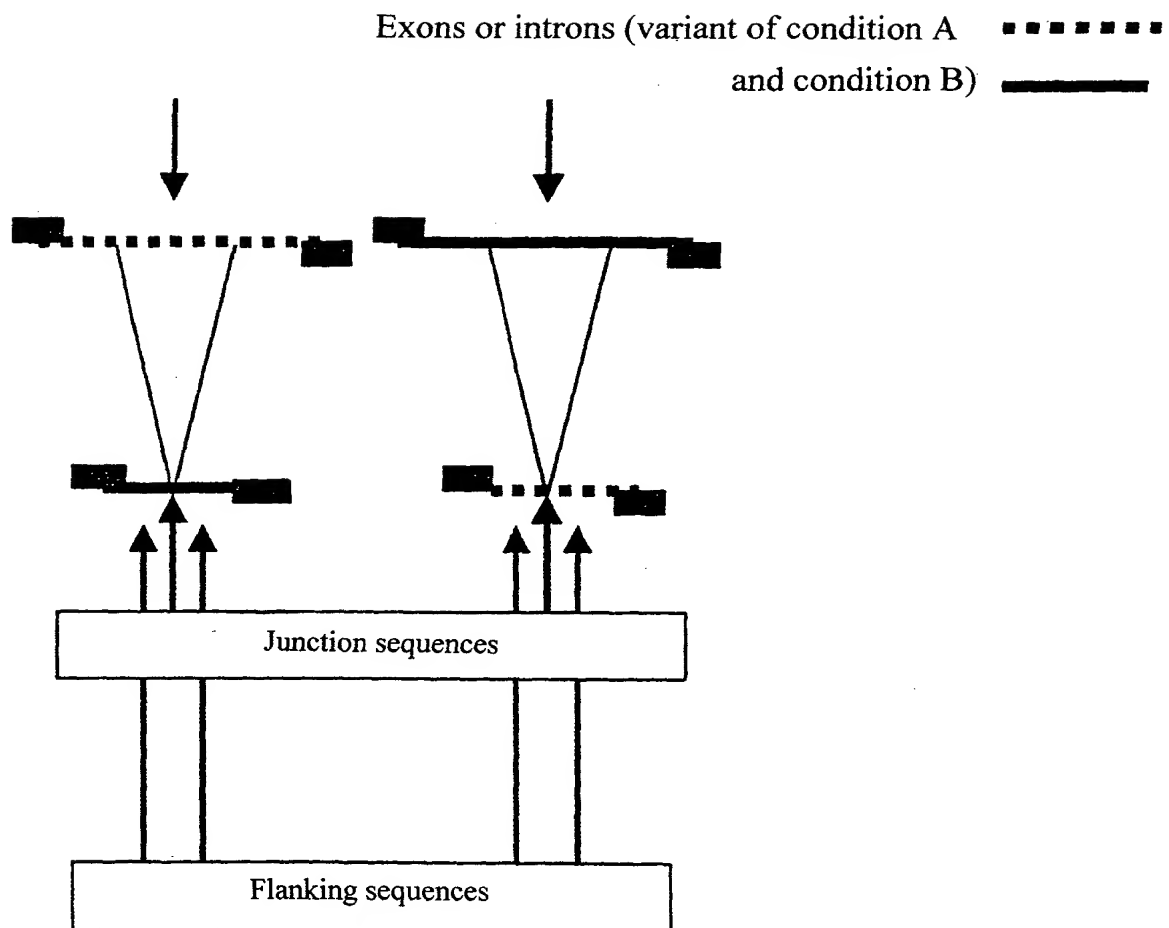 Exons or introns (variant of condition A
and condition B)
Junction sequences
Flanking sequences